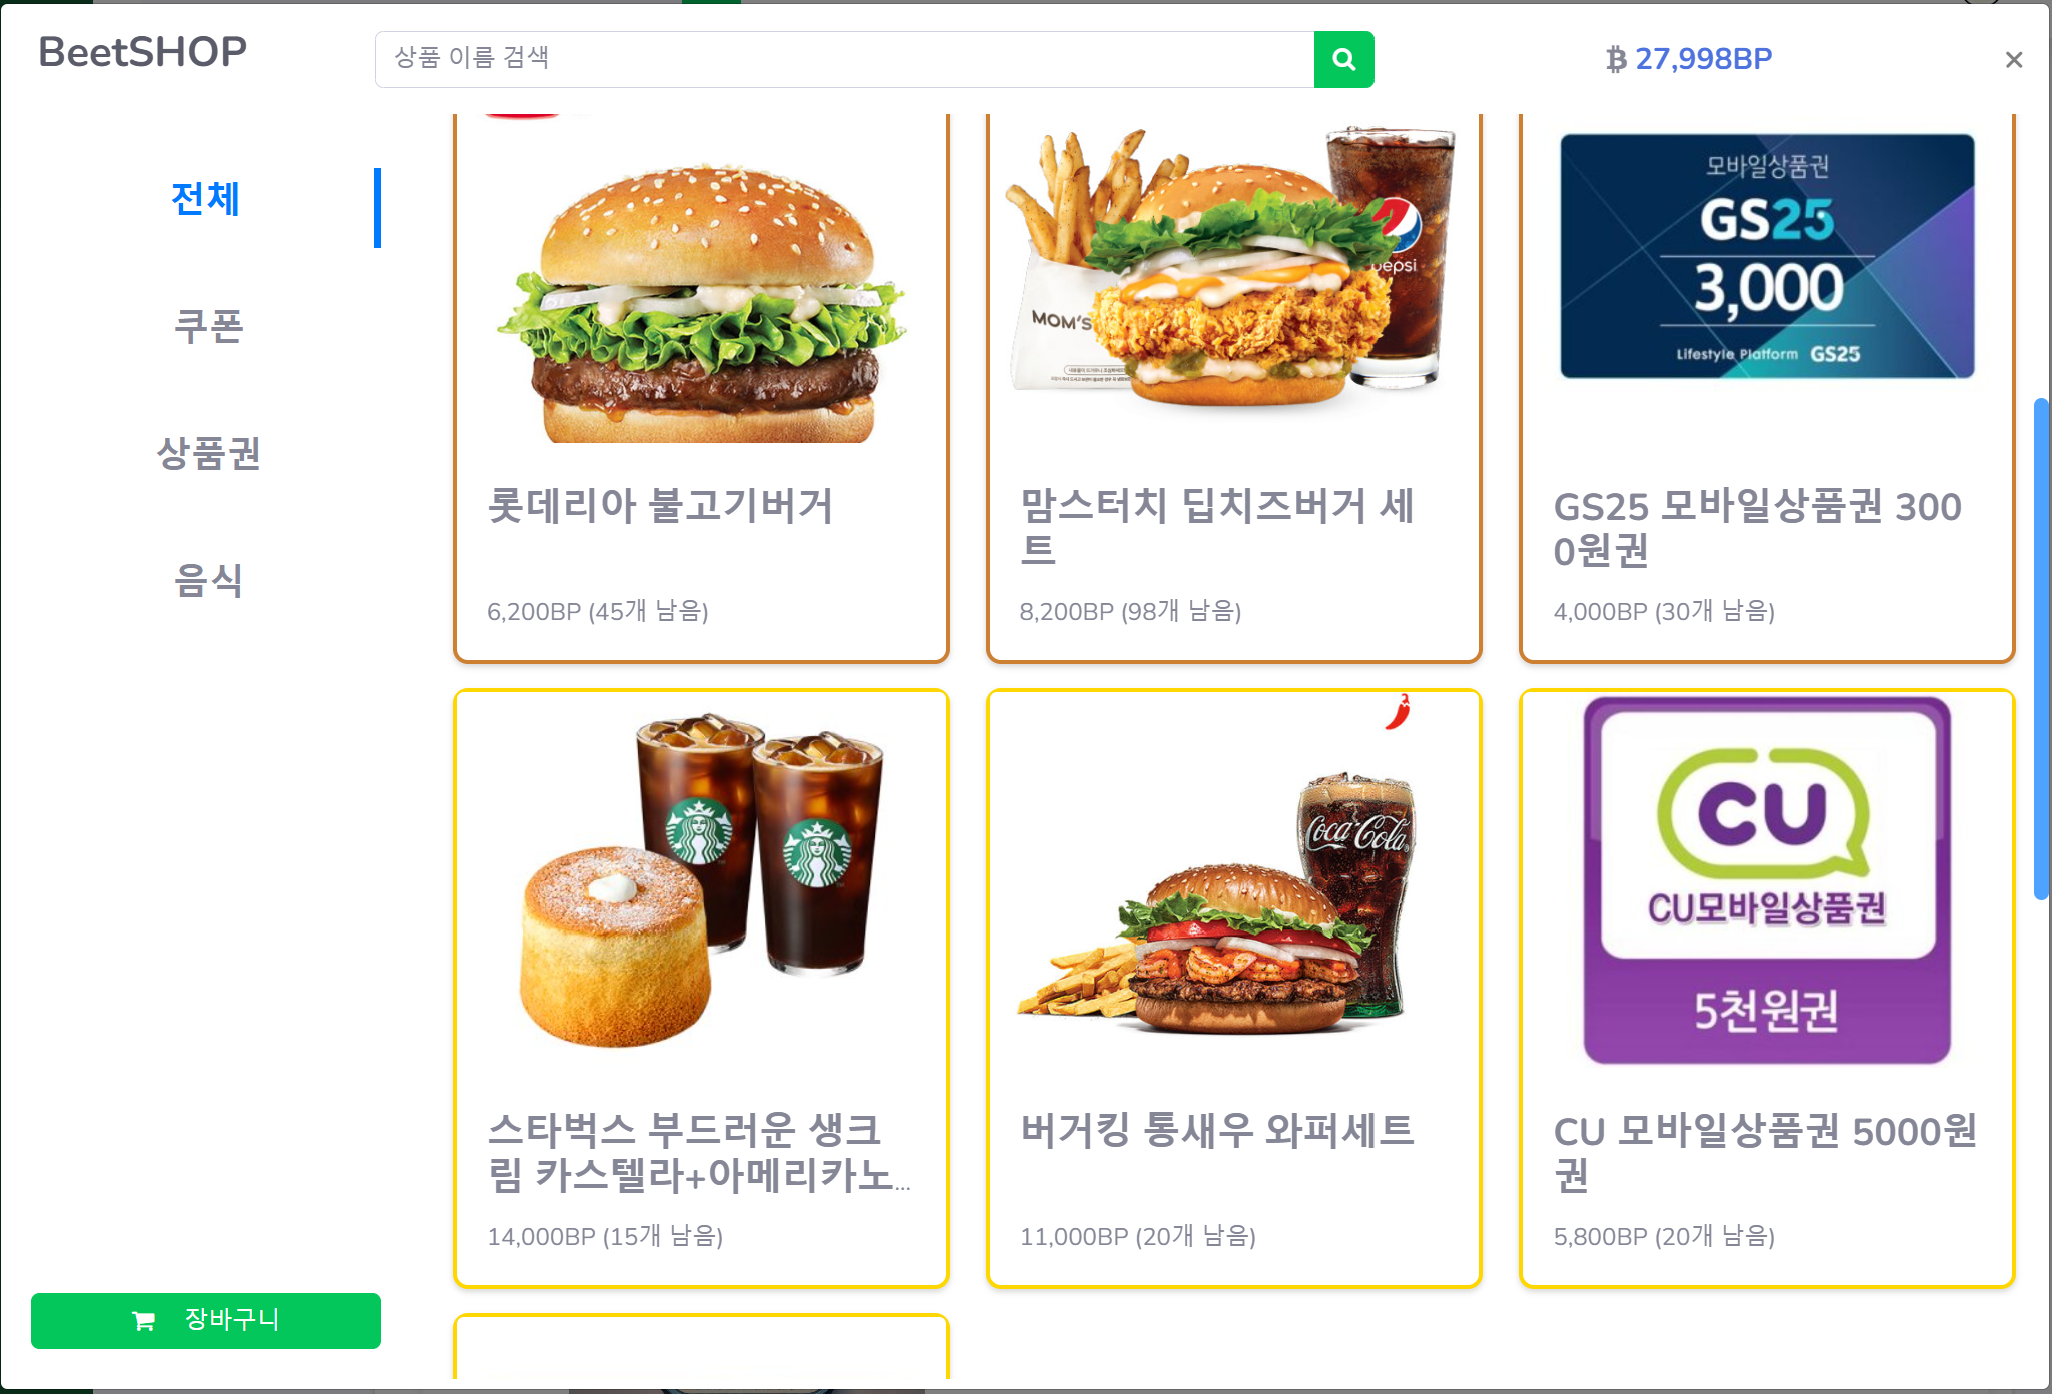 BeetSHOP
상품 이름 검색
27,998BP
전체
쿠폰
상품권
음식
장바구니
MOM'S
pepsi
모바일상품권
GS25
3,000
Lifestyle Platform GS25
롯데리아 불고기버거
6,200BP (45개 남음)
맘스터치 딥치즈버거 세
트
8,200BP (98개 남음)
GS25 모바일상품권 300
0원권
4,000BP (30개 남음)
스타벅스 부드러운 생크
림 카스텔라+아메리카노...
14,000BP (15개 남음)
Coca-Cola
버거킹 통새우 와퍼세트
11,000BP (20개 남음)
CU
CU모바일상품권
5천원권
CU 모바일상품권 5000원
권
5,800BP (20개 남음)